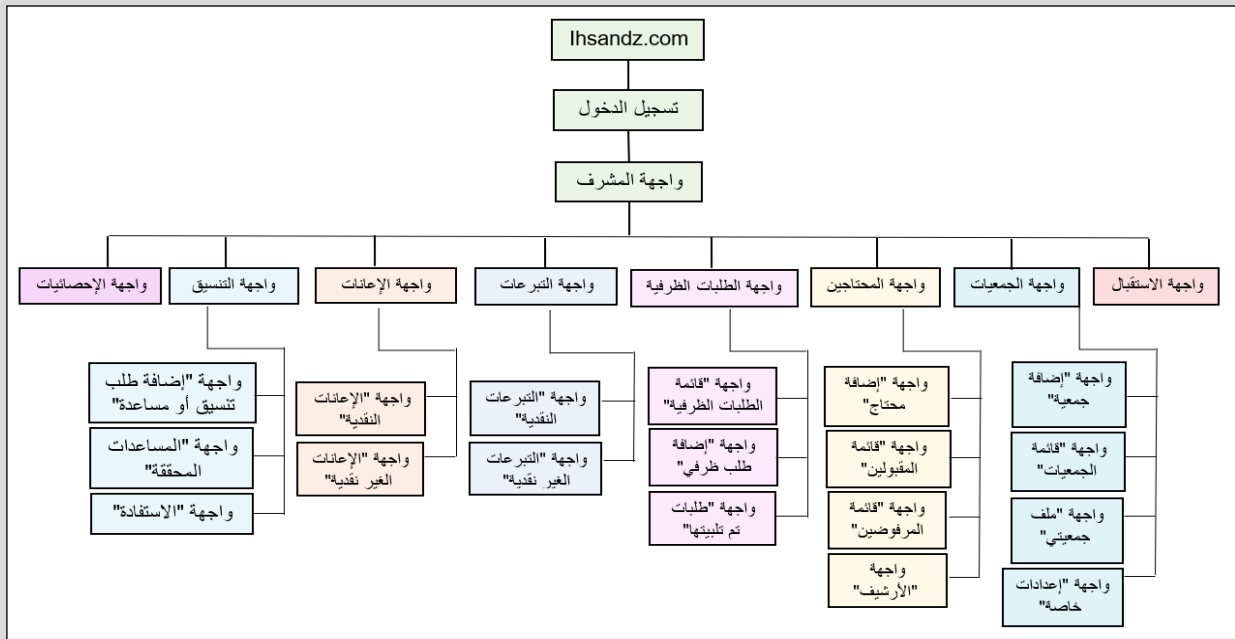 Ihsandz.com
تسجيل الدخول
واجهة المشرف
واجهة الاستقبال
واجهة الجمعيات
واجهة المحتاجين
واجهة الطلبات الظرفية
واجهة التبرعات
واجهة الإعانات
واجهة التنسيق
واجهة الإحصائيات
واجهة "إضافة
جمعية"
واجهة "قائمة
الجمعيات"
واجهة "ملف
جمعيتي"
واجهة "إعدادات
خاصة"
واجهة "إضافة
محتاج"
واجهة "قائمة
المقبولين"
واجهة "قائمة
المرفوضين"
واجهة
"الأرشيف"
واجهة "قائمة
الطلبات الظرفية"
واجهة "إضافة
طلب ظرفي"
واجهة "طلبات
تم تلبيتها"
واجهة "التبرعات
النقدية"
واجهة "التبرعات
الغير نقدية"
واجهة "الإعانات
النقدية"
واجهة "الإعانات
الغير نقدية"
واجهة "إضافة طلب
تنسيق أو مساعدة"
واجهة "المساعدات
المحققة"
واجهة "الاستفادة"